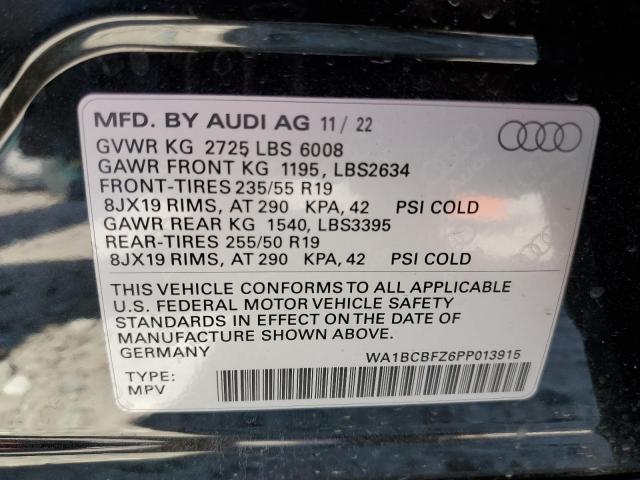 MFD. BY AUDI AG 11/ 22
GVWR KG 2725 LBS 6008
GAWR FRONT KG 1195, LBS2634
FRONT-TIRES 235/55 R19
8JX19 RIMS, AT 290 KPA, 42 PSI COLD
GAWR REAR KG 1540, LBS3395
REAR-TIRES 255/50 R19
8JX19 RIMS, AT 290 KPA, 42 PSI COLD
THIS VEHICLE CONFORMS TO ALL APPLICABLE
U.S. FEDERAL MOTOR VEHICLE SAFETY
STANDARDS IN EFFECT ON THE DATE OF
MANUFACTURE SHOWN ABOVE.
GERMANY WA1BCBFZ6PP013915
TYPE:
MPV